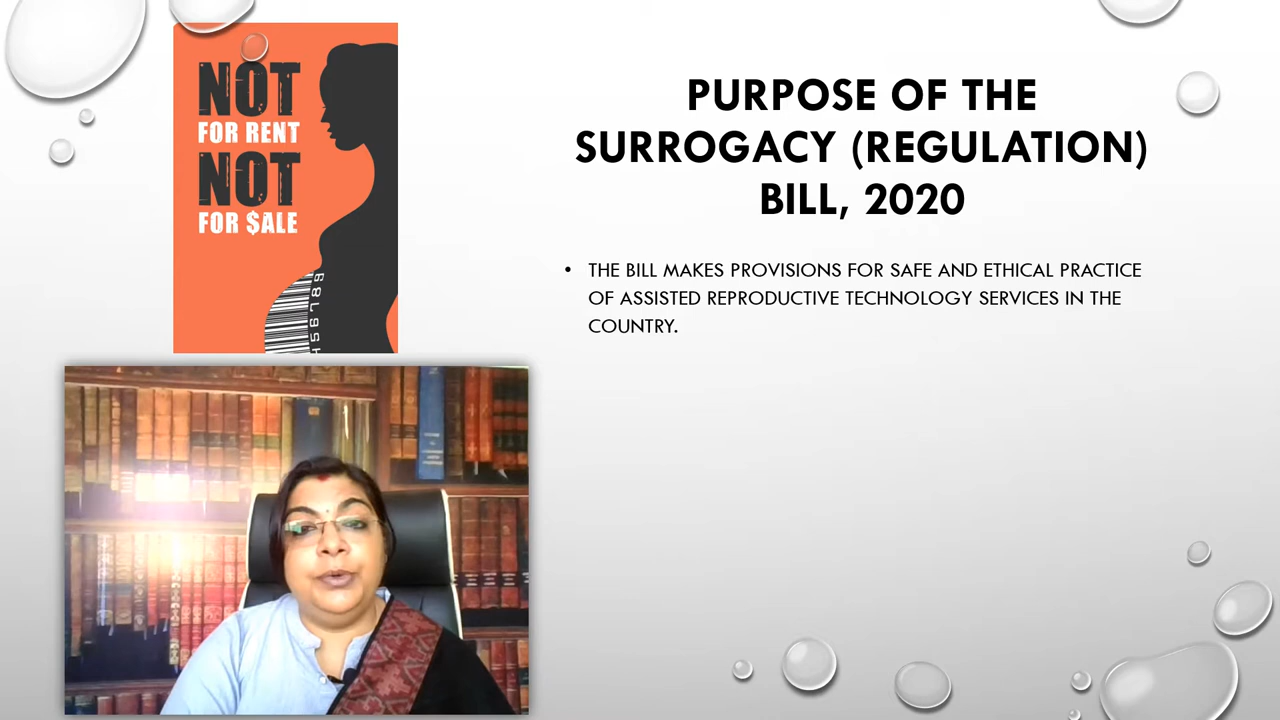 NOT
FOR RENT
NOT
FOR $ALE
PURPOSE OF THE
SURROGACY (REGULATION)
BILL, 2020
• THE BILL MAKES PROVISIONS FOR SAFE AND ETHICAL PRACTICE
OF ASSISTED REPRODUCTIVE TECHNOLOGY SERVICES IN THE
COUNTRY.